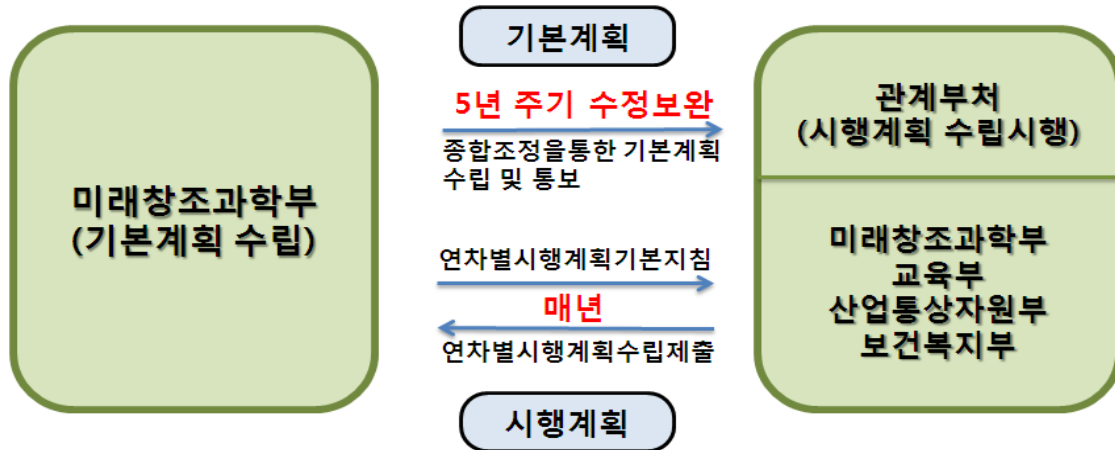 기본계획
미래창조과학부
(기본계획 수립)
5년 주기 수정보완
종합조정을통한 기본계획
수립 및 통보
연차별시행계획기본지침
매년
연차별시행계획수립제출
시행계획
관계부처
(시행계획 수립시행)
미래창조과학부
교육부
산업통상자원부
보건복지부